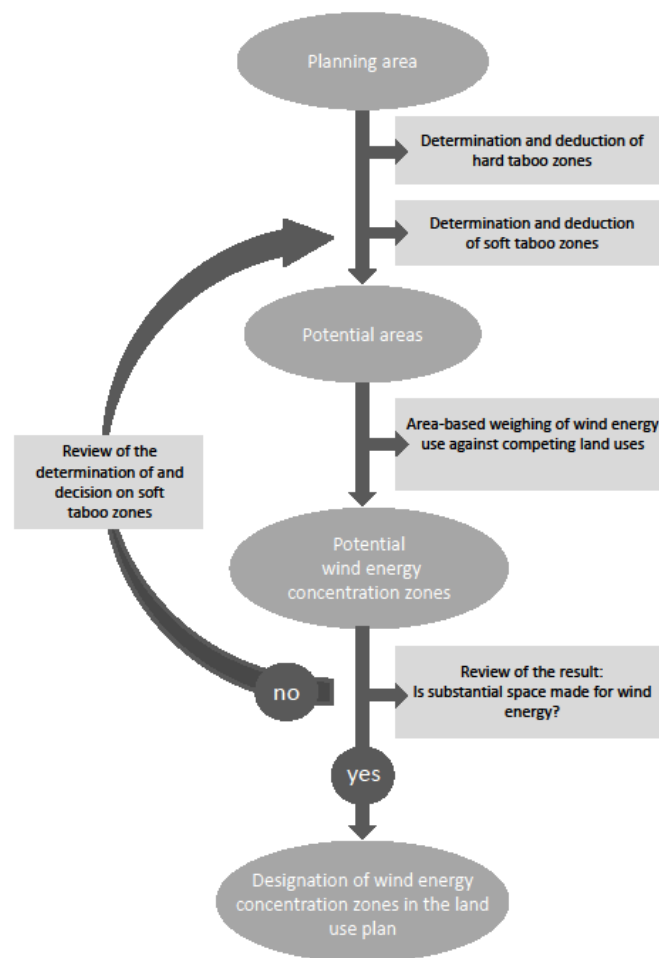 Planning area
Determination and deduction of
hard taboo zones
Determination and deduction
of soft taboo zones
Potential areas
Area-based weighing of wind energy
use against competing land uses
Review of the
determination of and
decision on soft
taboo zones
Potential
wind energy
concentration zones
Review of the result:
Is substantial space made for wind
energy?
no
yes
Designation of wind energy
concentration zones in the land
use plan